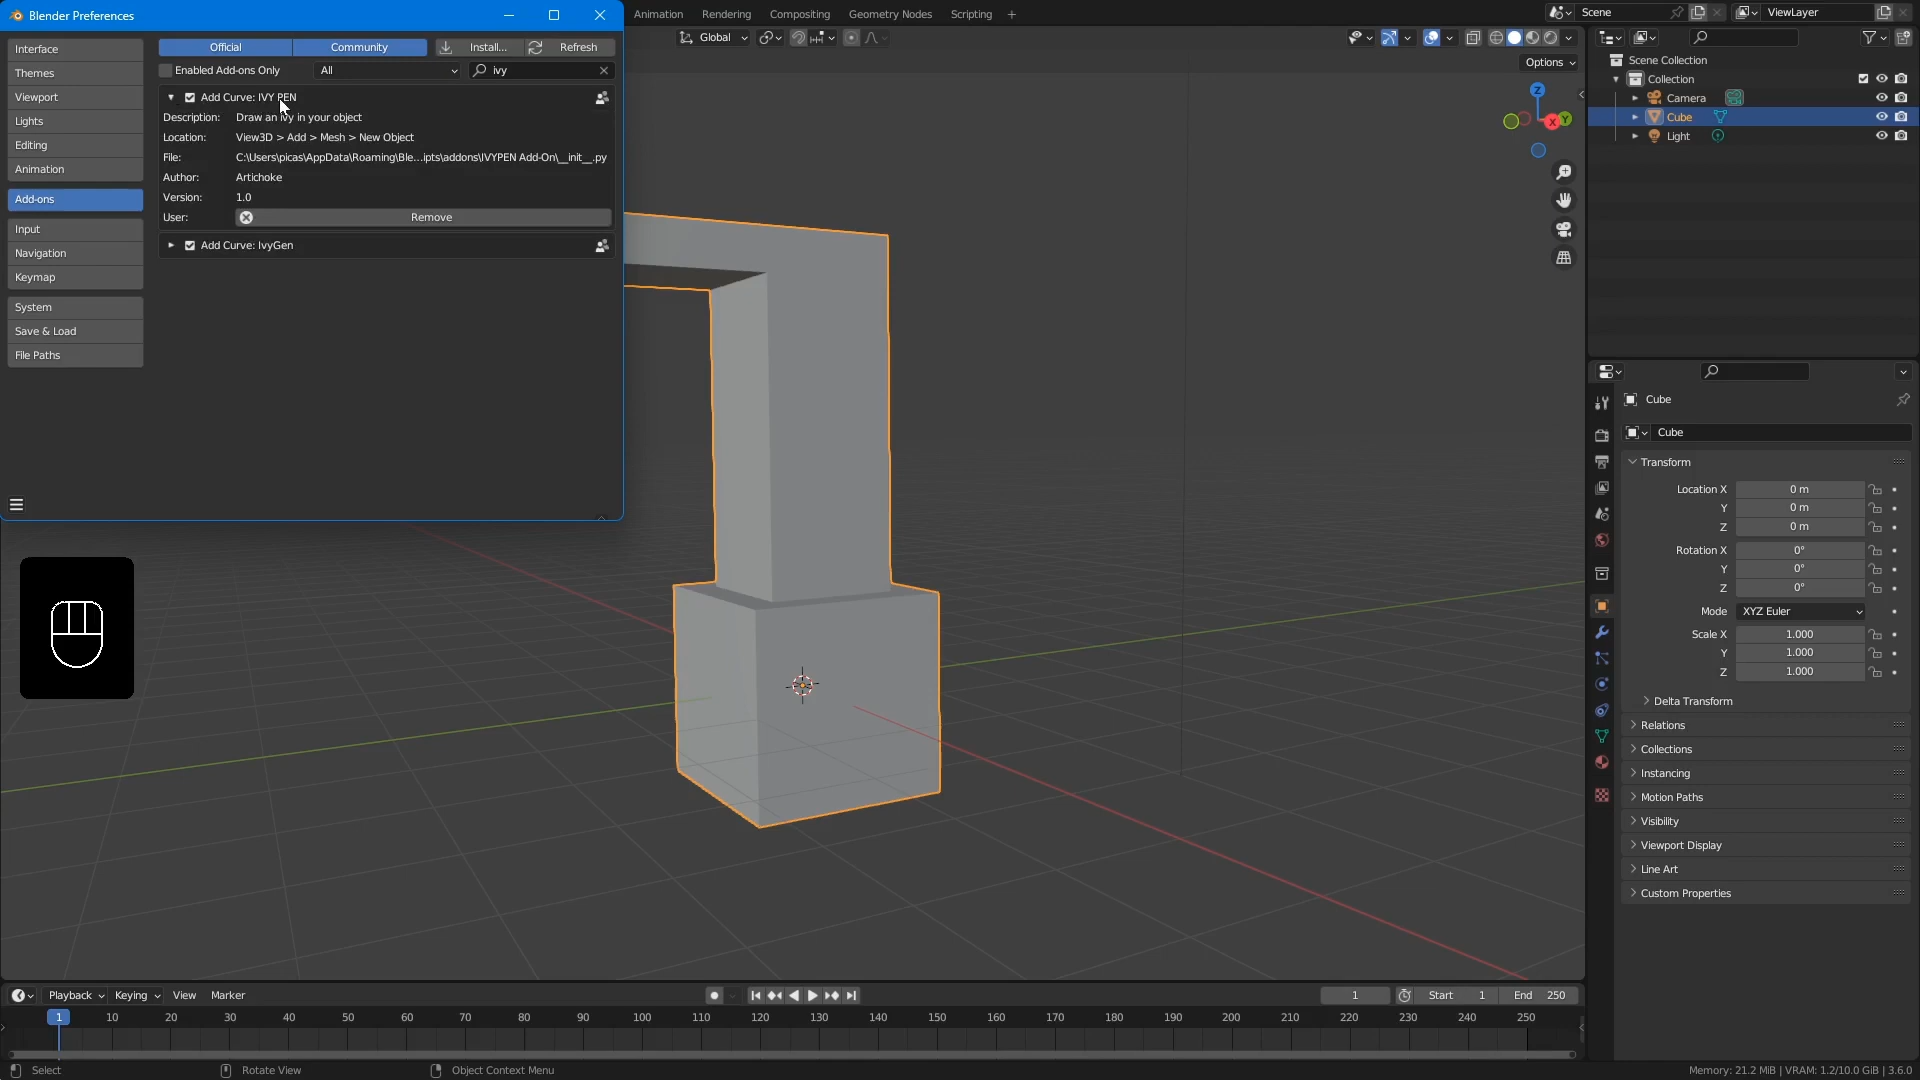 Blender Preferences
Animation
Rendering
Compositing
Geometry Nodes
Scripting
Scene
ViewLayer
Interface
Themes
Viewport
Lights
Editing
Animation
Add-ons
Input
Navigation
Keymap
System
Save & Load
File Paths
Official
Community
Install...
Refresh
Enabled Add-ons Only
All
ivy
Add Curve: IVY PEN
Description: Draw an ivy in your object
Location: View3D > Add > Mesh > New Object
File: C:\Users\picas\AppData\Roaming\Ble...ipts\addons\IVYPEN Add-On\__init__.py
Author: Artichoke
Version: 1.0
User: Remove
Add Curve: IvyGen
Global
Options
Z
X
Y
Scene Collection
Collection
Camera
Cube
Light
Cube
Cube
Transform
Location X 0 m
Y 0 m
Z 0 m
Rotation X 0°
Y 0°
Z 0°
Mode XYZ Euler
Scale X 1.000
Y 1.000
Z 1.000
Delta Transform
Relations
Collections
Instancing
Motion Paths
Visibility
Viewport Display
Line Art
Custom Properties
Playback
Keying
View
Marker
1
Start 1
End 250
1 10 20 30 40 50 60 70 80 90 100 110 120 130 140 150 160 170 180 190 200 210 220 230 240 250
Select
Rotate View
Object Context Menu
Memory: 21.2 MiB | VRAM: 1.2/10.0 GiB | 3.6.0